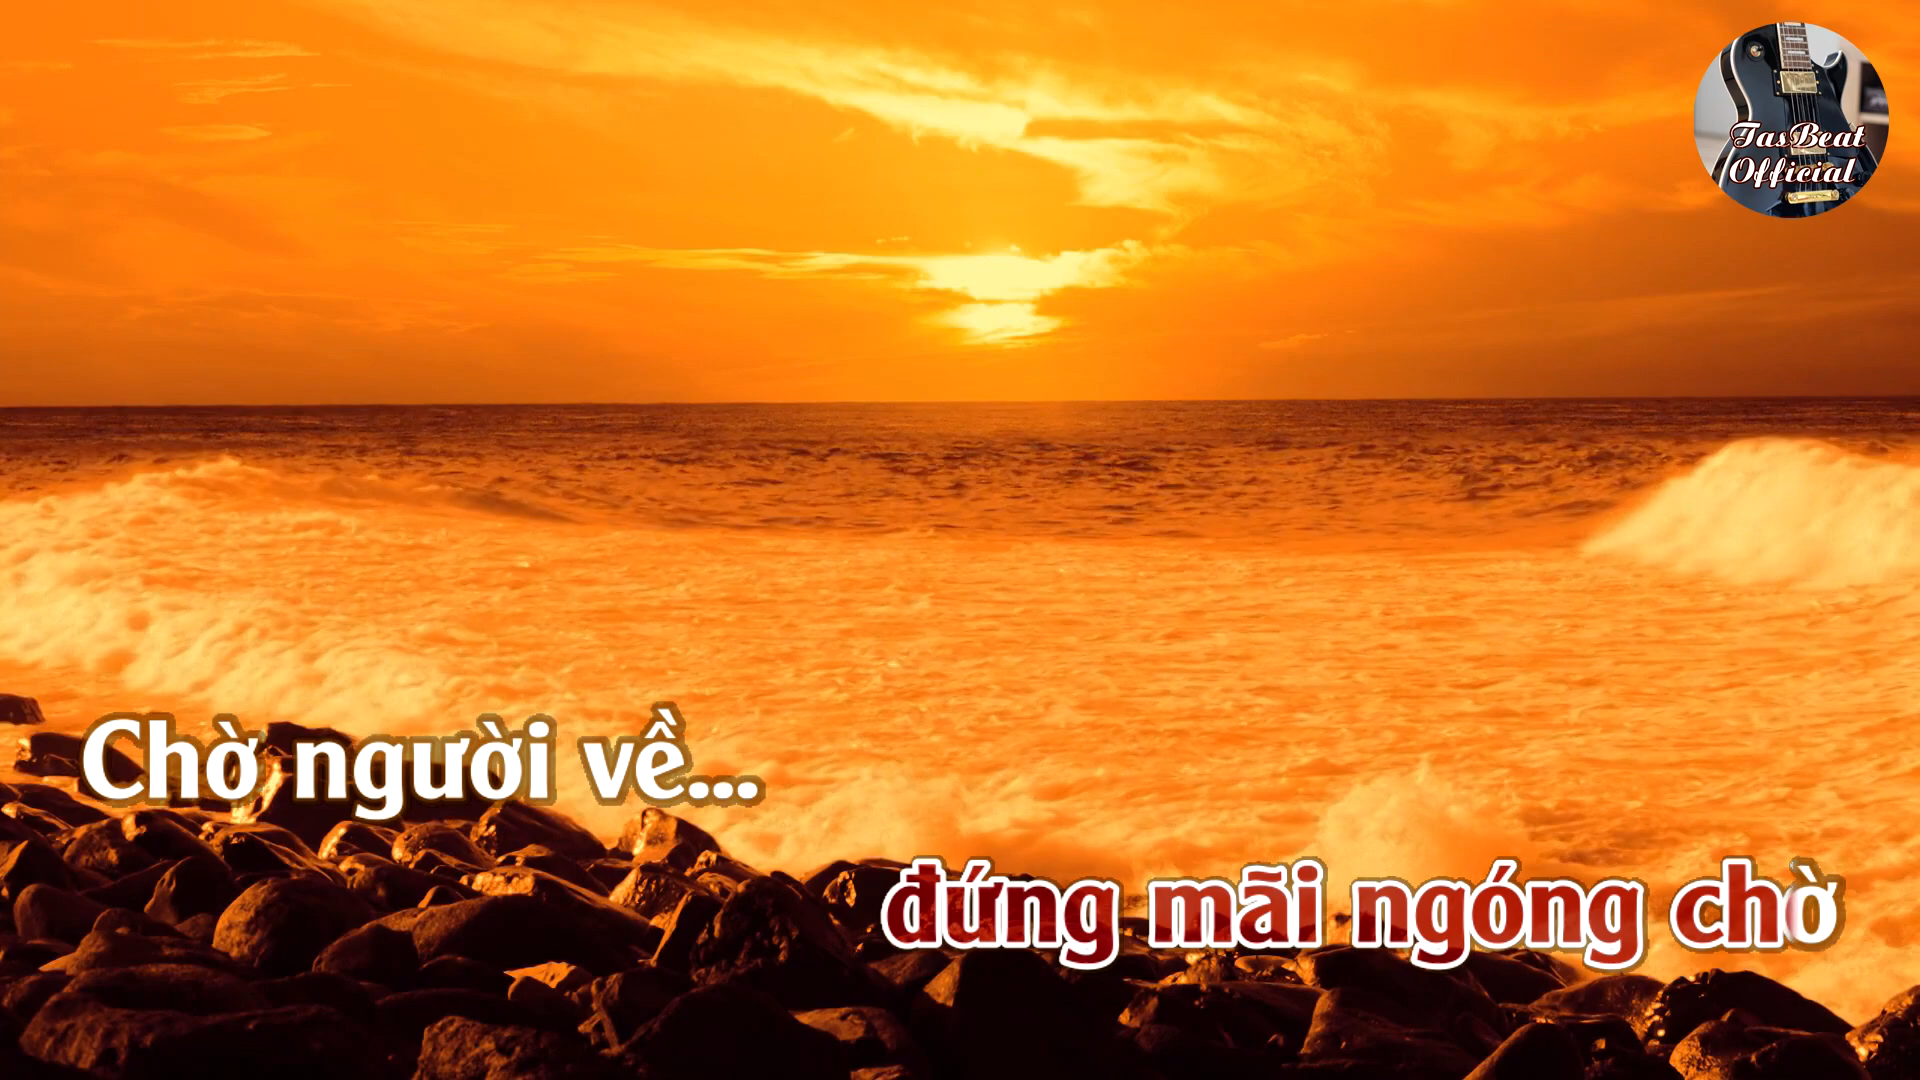 TasBeat
Official
Chờ người về...
đứng mãi ngóng chờ